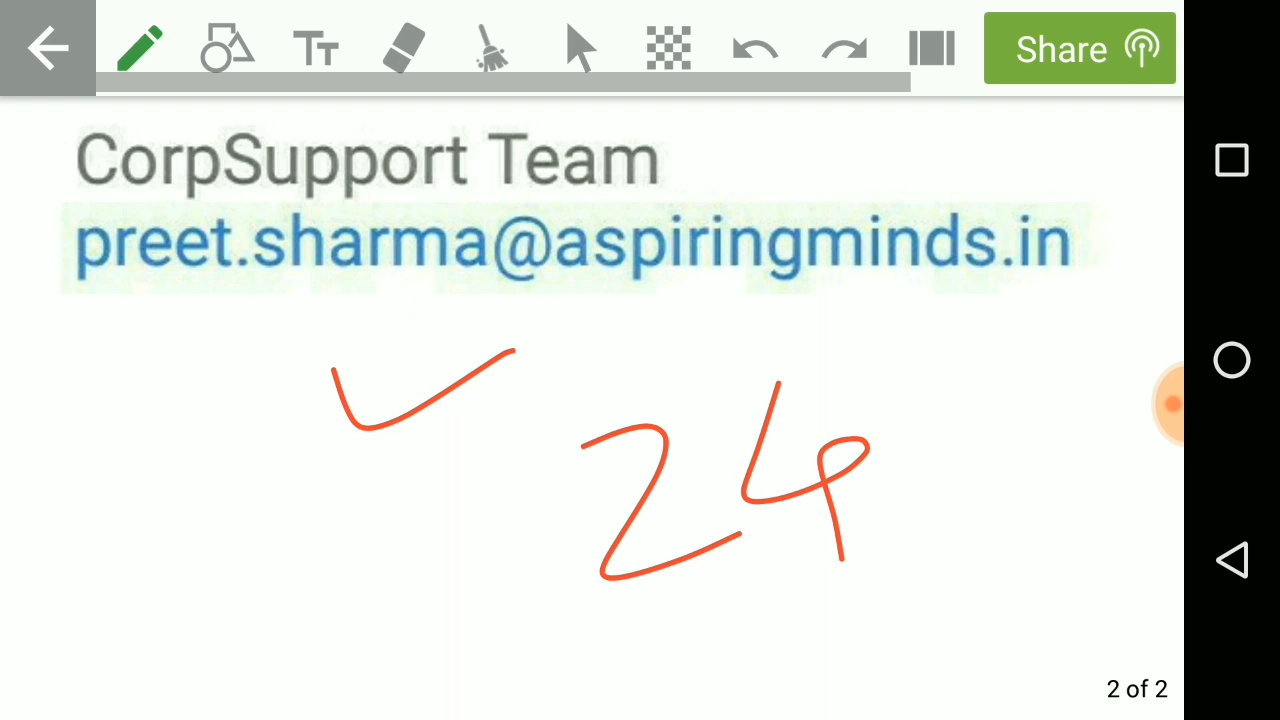 Share
CorpSupport Team
preet.sharma@aspiringminds.in
24
2 of 2